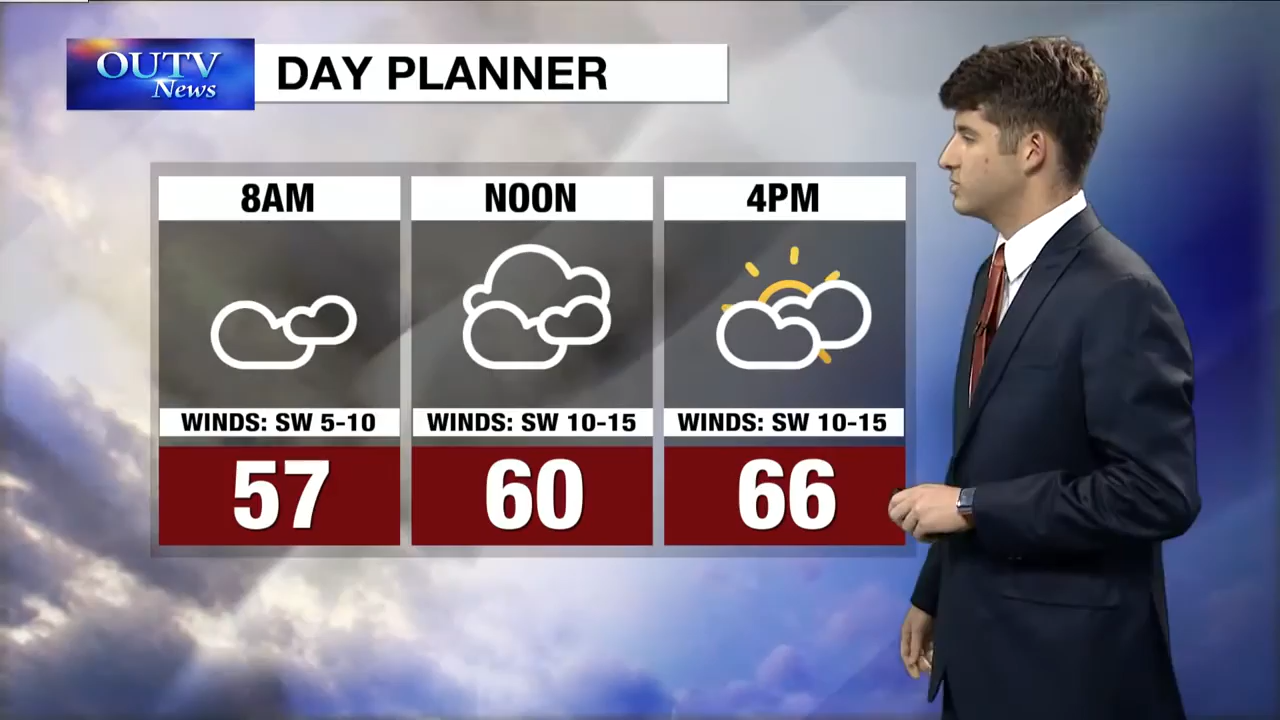 OUTV
News
DAY PLANNER
8AM
NOON
4PM
WINDS: SW 5-10
WINDS: SW 10-15
WINDS: SW 10-15
57
60
66